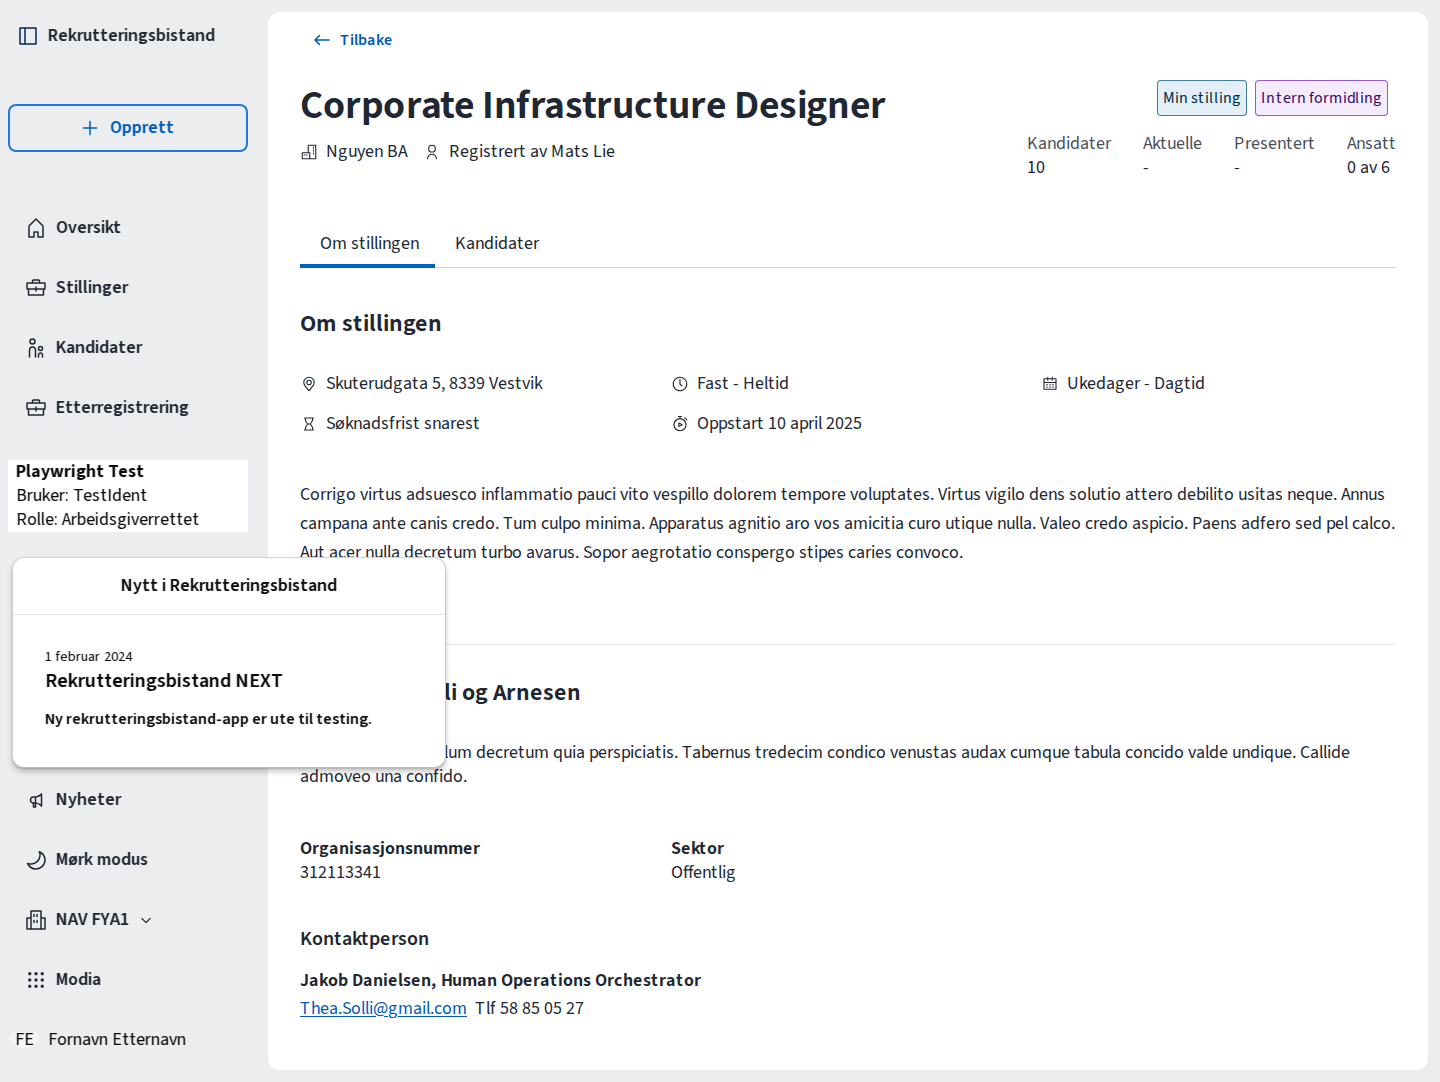 Rekrutteringsbistand
Opprett
Oversikt
Stillinger
Kandidater
Etterregistrering
Playwright Test
Bruker: TestIdent
Rolle: Arbeidsgiverrettet
Nytt i Rekrutteringsbistand
1 februar 2024
Rekrutteringsbistand NEXT
Ny rekrutteringsbistand-app er ute til testing.
Nyheter
Mørk modus
NAV FYA1
Modia
FE Fornavn Etternavn
Tilbake
Corporate Infrastructure Designer
Min stilling Intern formidling
Nguyen BA Registrert av Mats Lie
Kandidater Aktuelle Presentert Ansatt
10 - - 0 av 6
Om stillingen Kandidater
Om stillingen
Skuterudgata 5, 8339 Vestvik Fast - Heltid Ukedager - Dagtid
Søknadsfrist snarest Oppstart 10 april 2025
Corrigo virtus adsuesco inflammatio pauci vito vespillo dolorem tempore voluptates. Virtus vigilo dens solutio attero debilito usitas neque. Annus
campana ante canis credo. Tum culpo minima. Apparatus agnitio aro vos amicitia curo utique nulla. Valeo credo aspicio. Paens adfero sed pel calco.
Aut acer nulla decretum turbo avarus. Sopor aegrotatio conspergo stipes caries convoco.
og Arnesen
decretum quia perspiciatis. Tabernus tredecim condico venustas audax cumque tabula concido valde undique. Callide
admoveo una confido.
Organisasjonsnummer Sektor
312113341 Offentlig
Kontaktperson
Jakob Danielsen, Human Operations Orchestrator
Thea.Solli@gmail.com Tlf 58 85 05 27